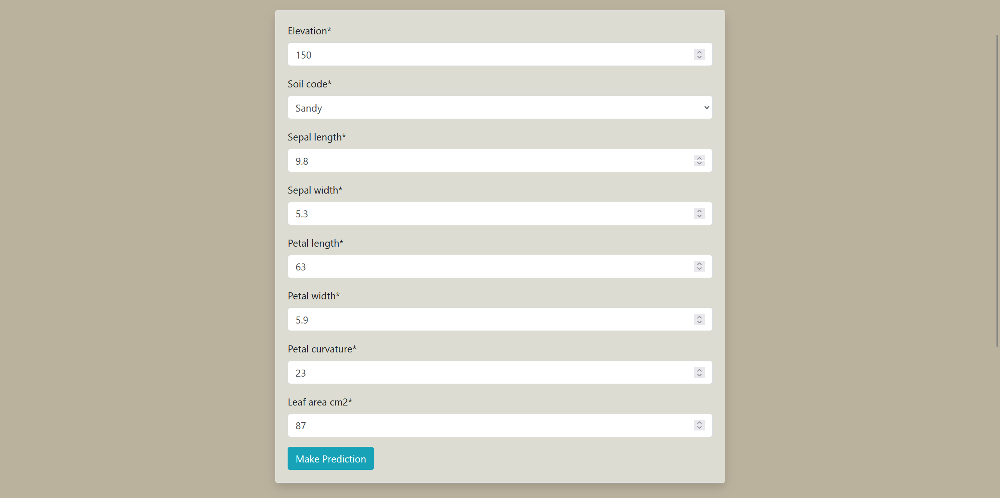 Elevation*
150
Soil code*
Sandy
Sepal length*
9.8
Sepal width*
5.3
Petal length*
63
Petal width*
5.9
Petal curvature*
23
Leaf area cm2*
87
Make Prediction